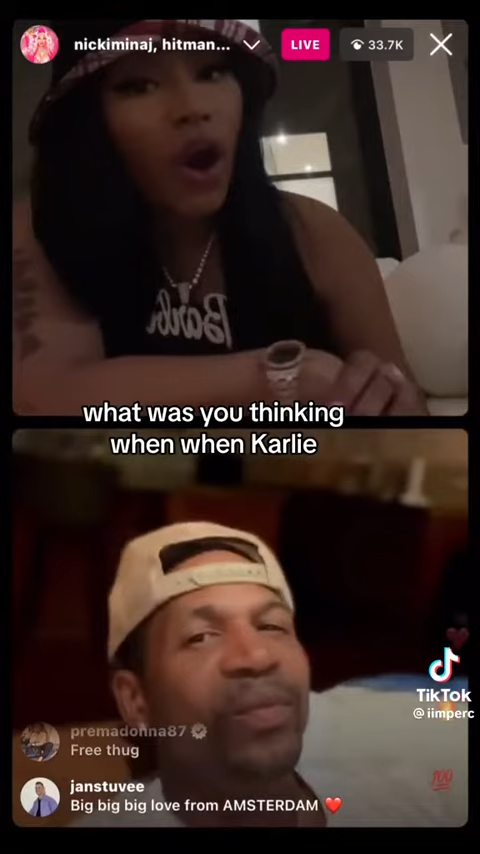 nickiminaj, hitman...
LIVE
33.7K
Barbie
what was you thinking
when when Karlie
TikTok
@iimperc
premadonna87
Free thug
janstuvee
Big big big love from AMSTERDAM ❤️
💯